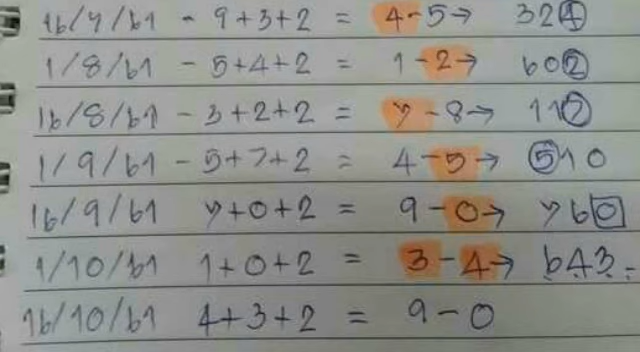 16/7/61 - 9+3+2 = 4-5→ 324
1/8/61 - 5+4+2 = 1-2→ 602
16/8/61 - 3+2+2 = 7-8→ 117
1/9/61 - 5+7+2 = 4-5→ 510
16/9/61 7+0+2 = 9-0→ 760
1/10/61 1+0+2 = 3-4→ 643
16/10/61 4+3+2 = 9-0